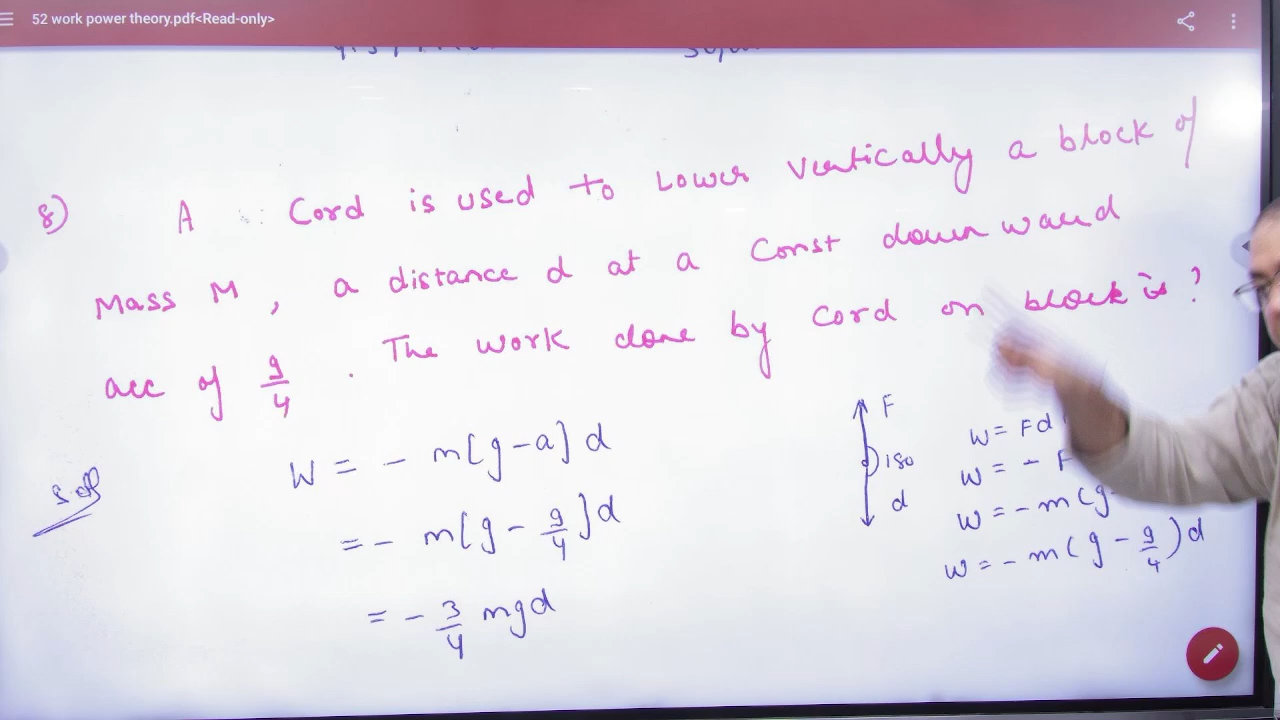 52 work power theory.pdf<Read-only>
8) A Cord is used to Lower vertically a block of
Mass M, a distance d at a Const downward
acc of g/4. The work done by cord on block is?
Sol
W = - m[g-a]d
= - m[g - g/4]d
= - 3/4 mgd
F
180
d
W = Fd
W = - F
W = - m(g-
W = - m(g - g/4)d